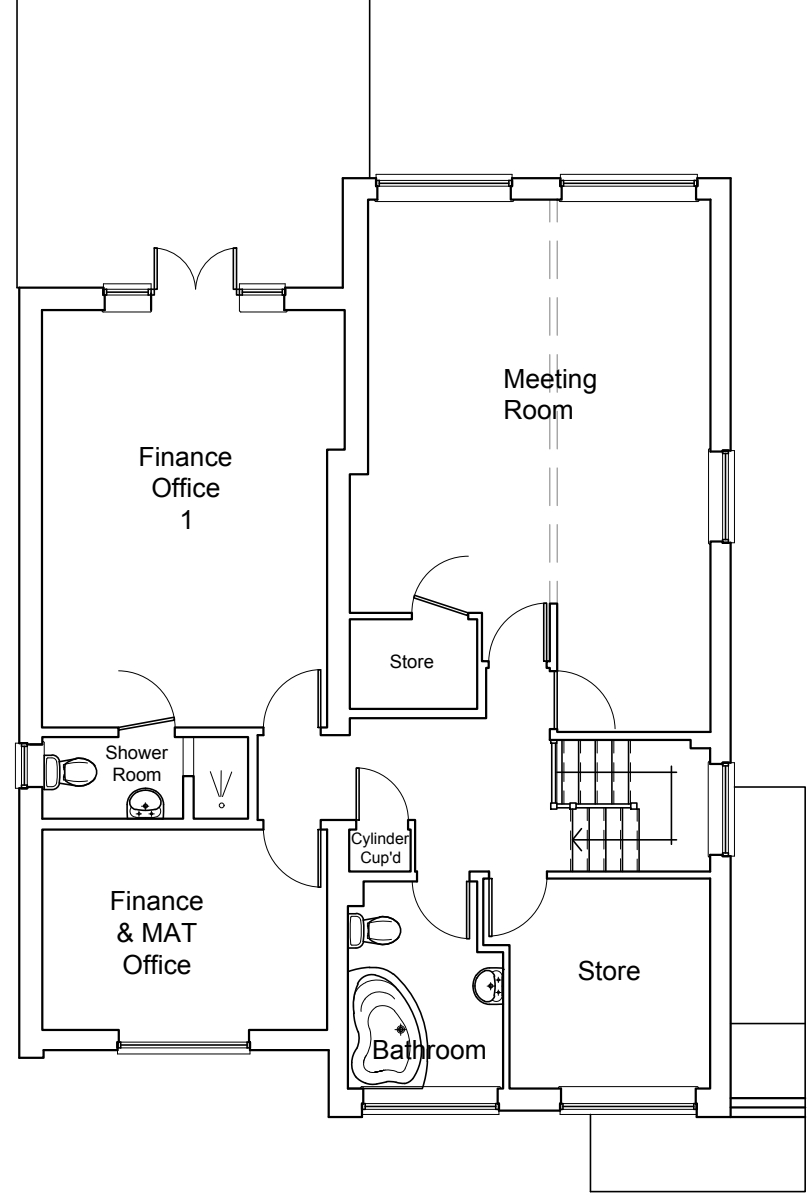 Meeting
Room
Finance
Office
1
Store
Shower
Room
Cylinder
Cup'd
Finance
& MAT
Office
Store
Bathroom